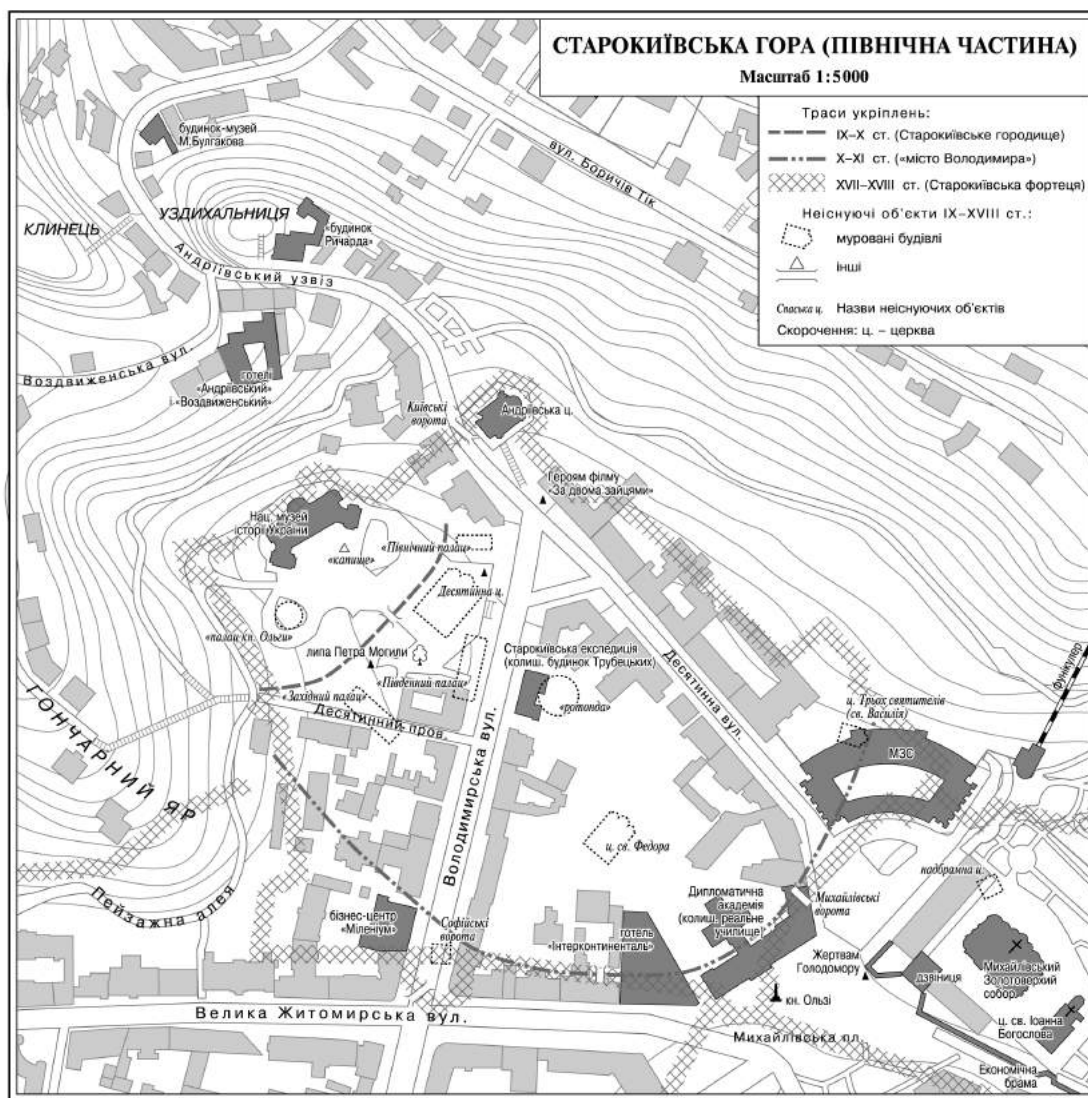 СТАРОКИЇВСЬКА ГОРА (ПІВНІЧНА ЧАСТИНА)
Масштаб 1:5000
Траси укріплень:
IX–X ст. (Старокиївське городище)
X–XI ст. («місто Володимира»)
XVII–XVIII ст. (Старокиївська фортеця)
Неіснуючі об'єкти IX–XVIII ст.:
муровані будівлі
інші
Спаська ц. Назви неіснуючих об'єктів
Скорочення: ц. – церква
будинок-музей
М.Булгакова
вул. Боричів Тік
УЗДИХАЛЬНИЦЯ
КЛИНЕЦЬ
«будинок
Ричарда»
Андріївський узвіз
Воздвиженська вул.
готелі
«Андріївський»
і «Воздвиженський»
Київські
ворота
Андріївська ц.
Героям філму
«За двома зайцями»
Нац. музей
історії України
«капище»
«Північний палац»
Десятинна ц.
«палац кн. Ольги»
липа Петра Могили
Старокиївська експедиція
(колиш. будинок Трубецьких)
«Південний палац»
«Західний палац»
«ротонда»
Десятинний пров.
Десятинна вул.
фунікулер
ц. Трьох святителів
(св. Василія)
МЗС
ГОНЧАРНИЙ ЯР
Володимирська вул.
ц. св. Федора
надбрамна ц.
Пейзажна алея
бізнес-центр
«Міленіум»
Софійські
ворота
готель
«Інтерконтиненталь»
Дипломатична
академія
(колиш. реальне
училище)
Михайлівські
ворота
Жертвам
Голодомору
дзвіниця
Михайлівський
Золотоверхий
собор
кн. Ользі
ц. св. Іоанна
Богослова
Велика Житомирська вул.
Михайлівська пл.
Економічна
брама